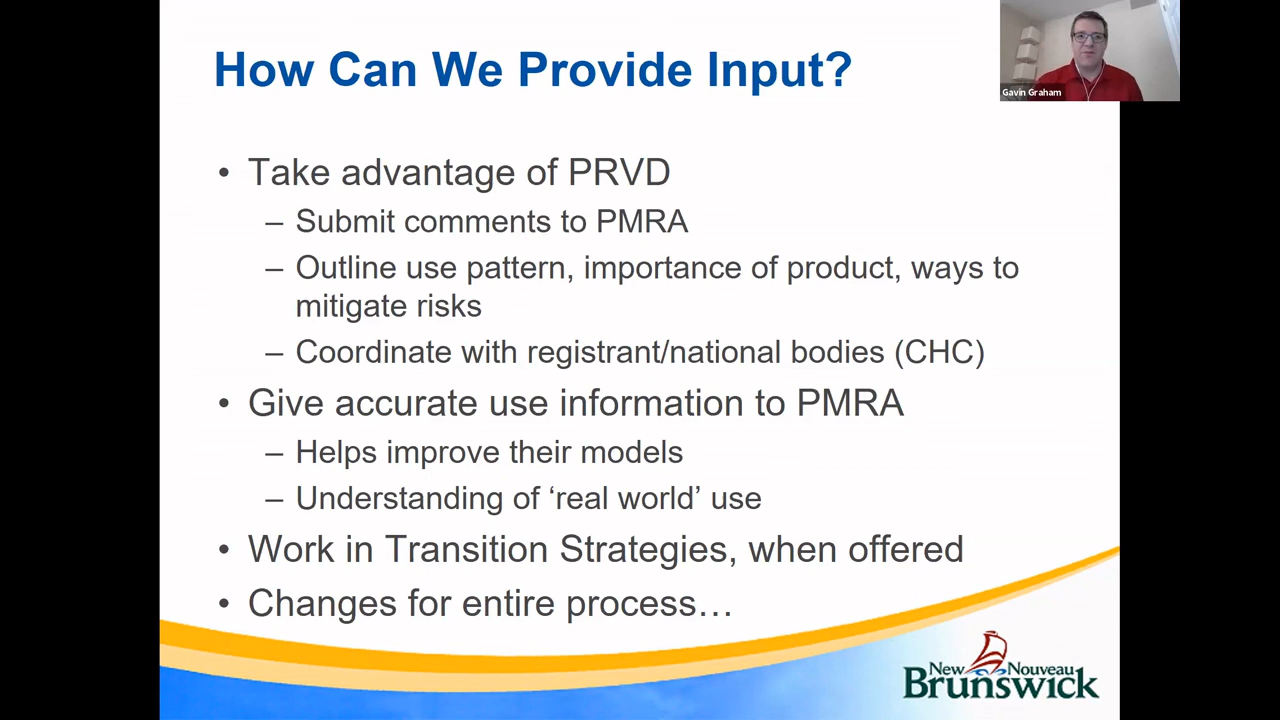 How Can We Provide Input?
Gavin Graham
• Take advantage of PRVD
– Submit comments to PMRA
– Outline use pattern, importance of product, ways to
mitigate risks
– Coordinate with registrant/national bodies (CHC)
• Give accurate use information to PMRA
– Helps improve their models
– Understanding of ‘real world’ use
• Work in Transition Strategies, when offered
• Changes for entire process…
New Nouveau
Brunswick